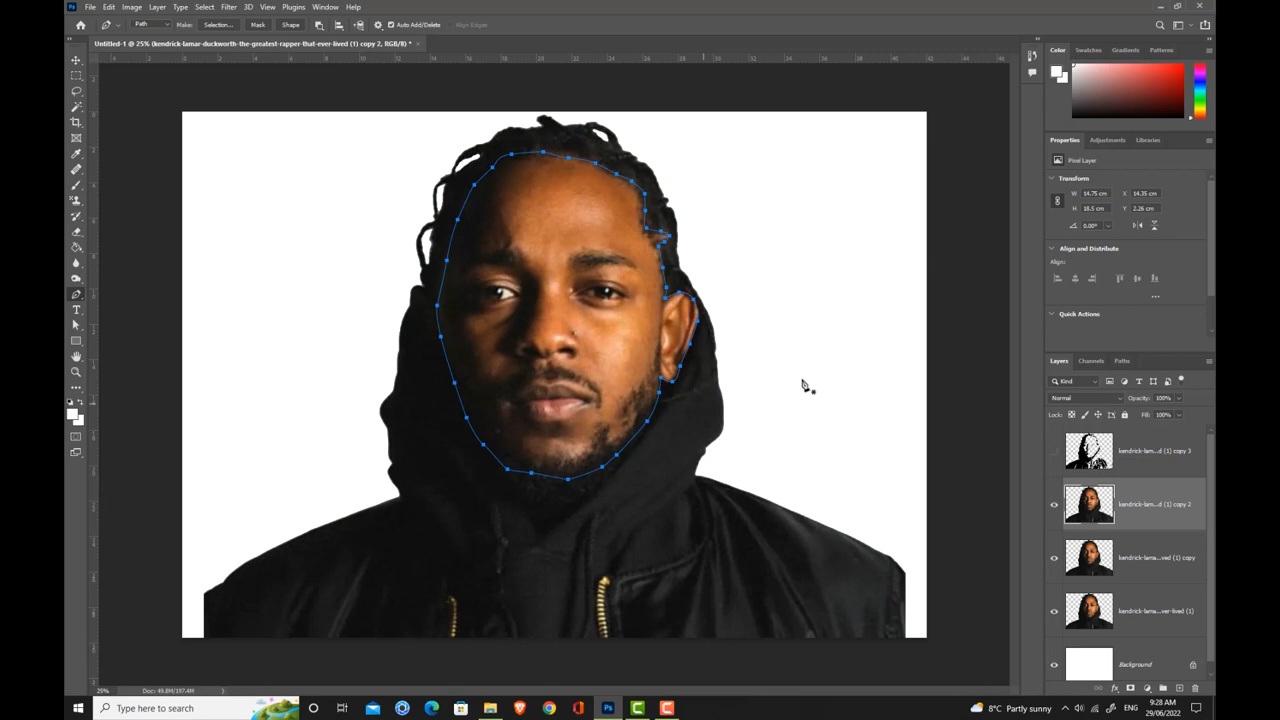 File Edit Image Layer Type Select Filter 3D View Plugins Window Help
Path Make: Selection... Mask Shape Auto Add/Delete Align Edges
Untitled-1 @ 25% (kendrick-lamar-duckworth-the-greatest-rapper-that-ever-lived (1) copy 2, RGB/8) *
Color Swatches Gradients Patterns
Properties Adjustments Libraries
Pixel Layer
Transform
W 14.75 cm X 14.35 cm
H 18.5 cm Y 2.26 cm
0.00°
Align and Distribute
Align:
Quick Actions
Layers Channels Paths
Kind
Normal Opacity: 100%
Lock: Fill: 100%
kendrick-lam...d (1) copy 3
kendrick-lam...d (1) copy 2
kendrick-lama...ved (1) copy
kendrick-lama...ver-lived (1)
Background
25% Doc: 49.8M/197.4M
Type here to search
8°C Partly sunny
9:28 AM
29/06/2022